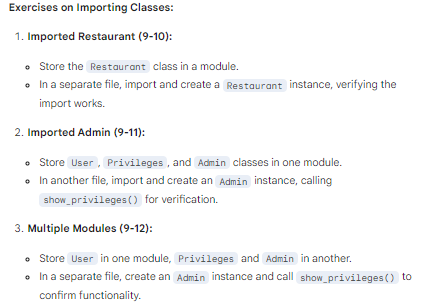 Exercises on Importing Classes:
1. Imported Restaurant (9-10):
Store the Restaurant class in a module.
In a separate file, import and create a Restaurant instance, verifying the
import works.
2. Imported Admin (9-11):
Store User, Privileges, and Admin classes in one module.
In another file, import and create an Admin instance, calling
show_privileges() for verification.
3. Multiple Modules (9-12):
Store User in one module, Privileges and Admin in another.
In a separate file, create an Admin instance and call show_privileges() to
confirm functionality.